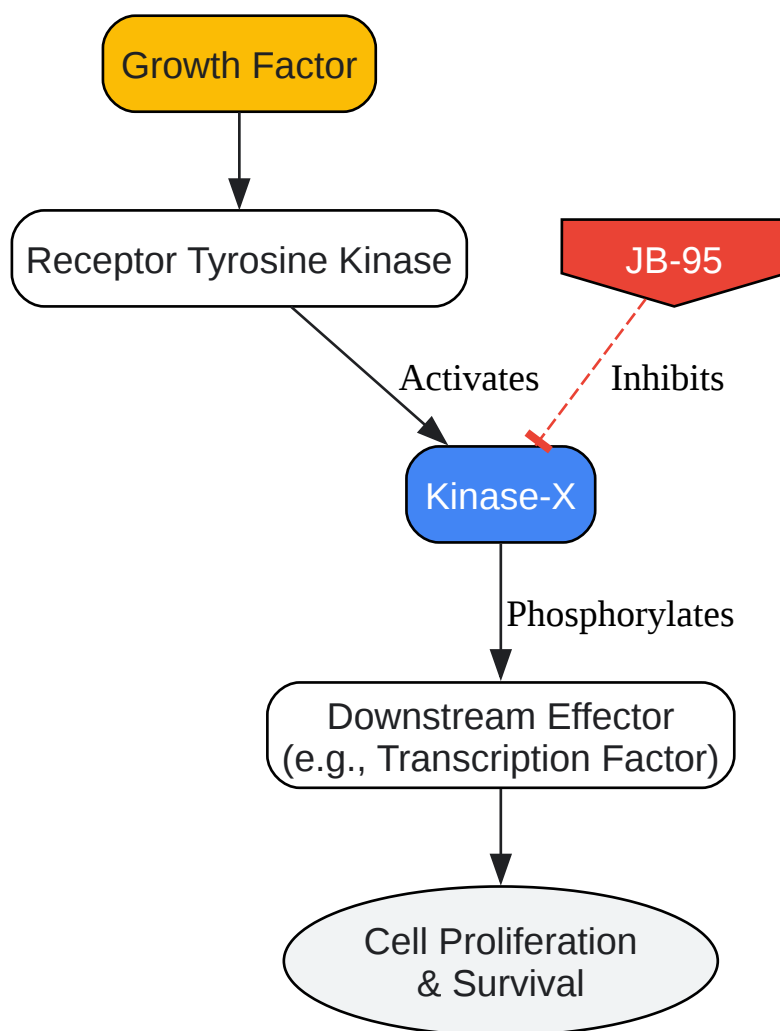 Growth Factor
Receptor Tyrosine Kinase
JB-95
Activates
Inhibits
Kinase-X
Phosphorylates
Downstream Effector
(e.g., Transcription Factor)
Cell Proliferation
& Survival